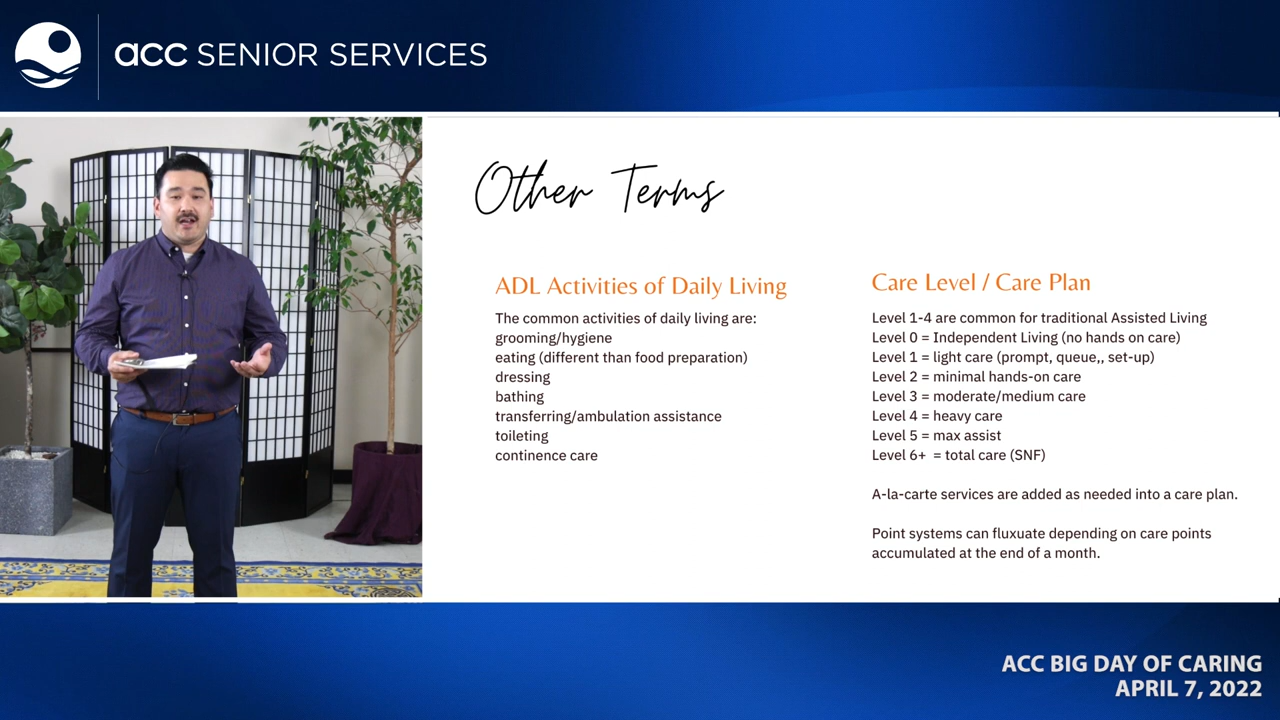 acc SENIOR SERVICES
Other Terms
ADL Activities of Daily Living
The common activities of daily living are:
grooming/hygiene
eating (different than food preparation)
dressing
bathing
transferring/ambulation assistance
toileting
continence care
Care Level / Care Plan
Level 1-4 are common for traditional Assisted Living
Level 0 = Independent Living (no hands on care)
Level 1 = light care (prompt, queue,, set-up)
Level 2 = minimal hands-on care
Level 3 = moderate/medium care
Level 4 = heavy care
Level 5 = max assist
Level 6+ = total care (SNF)
A-la-carte services are added as needed into a care plan.
Point systems can fluxuate depending on care points
accumulated at the end of a month.
ACC BIG DAY OF CARING
APRIL 7, 2022